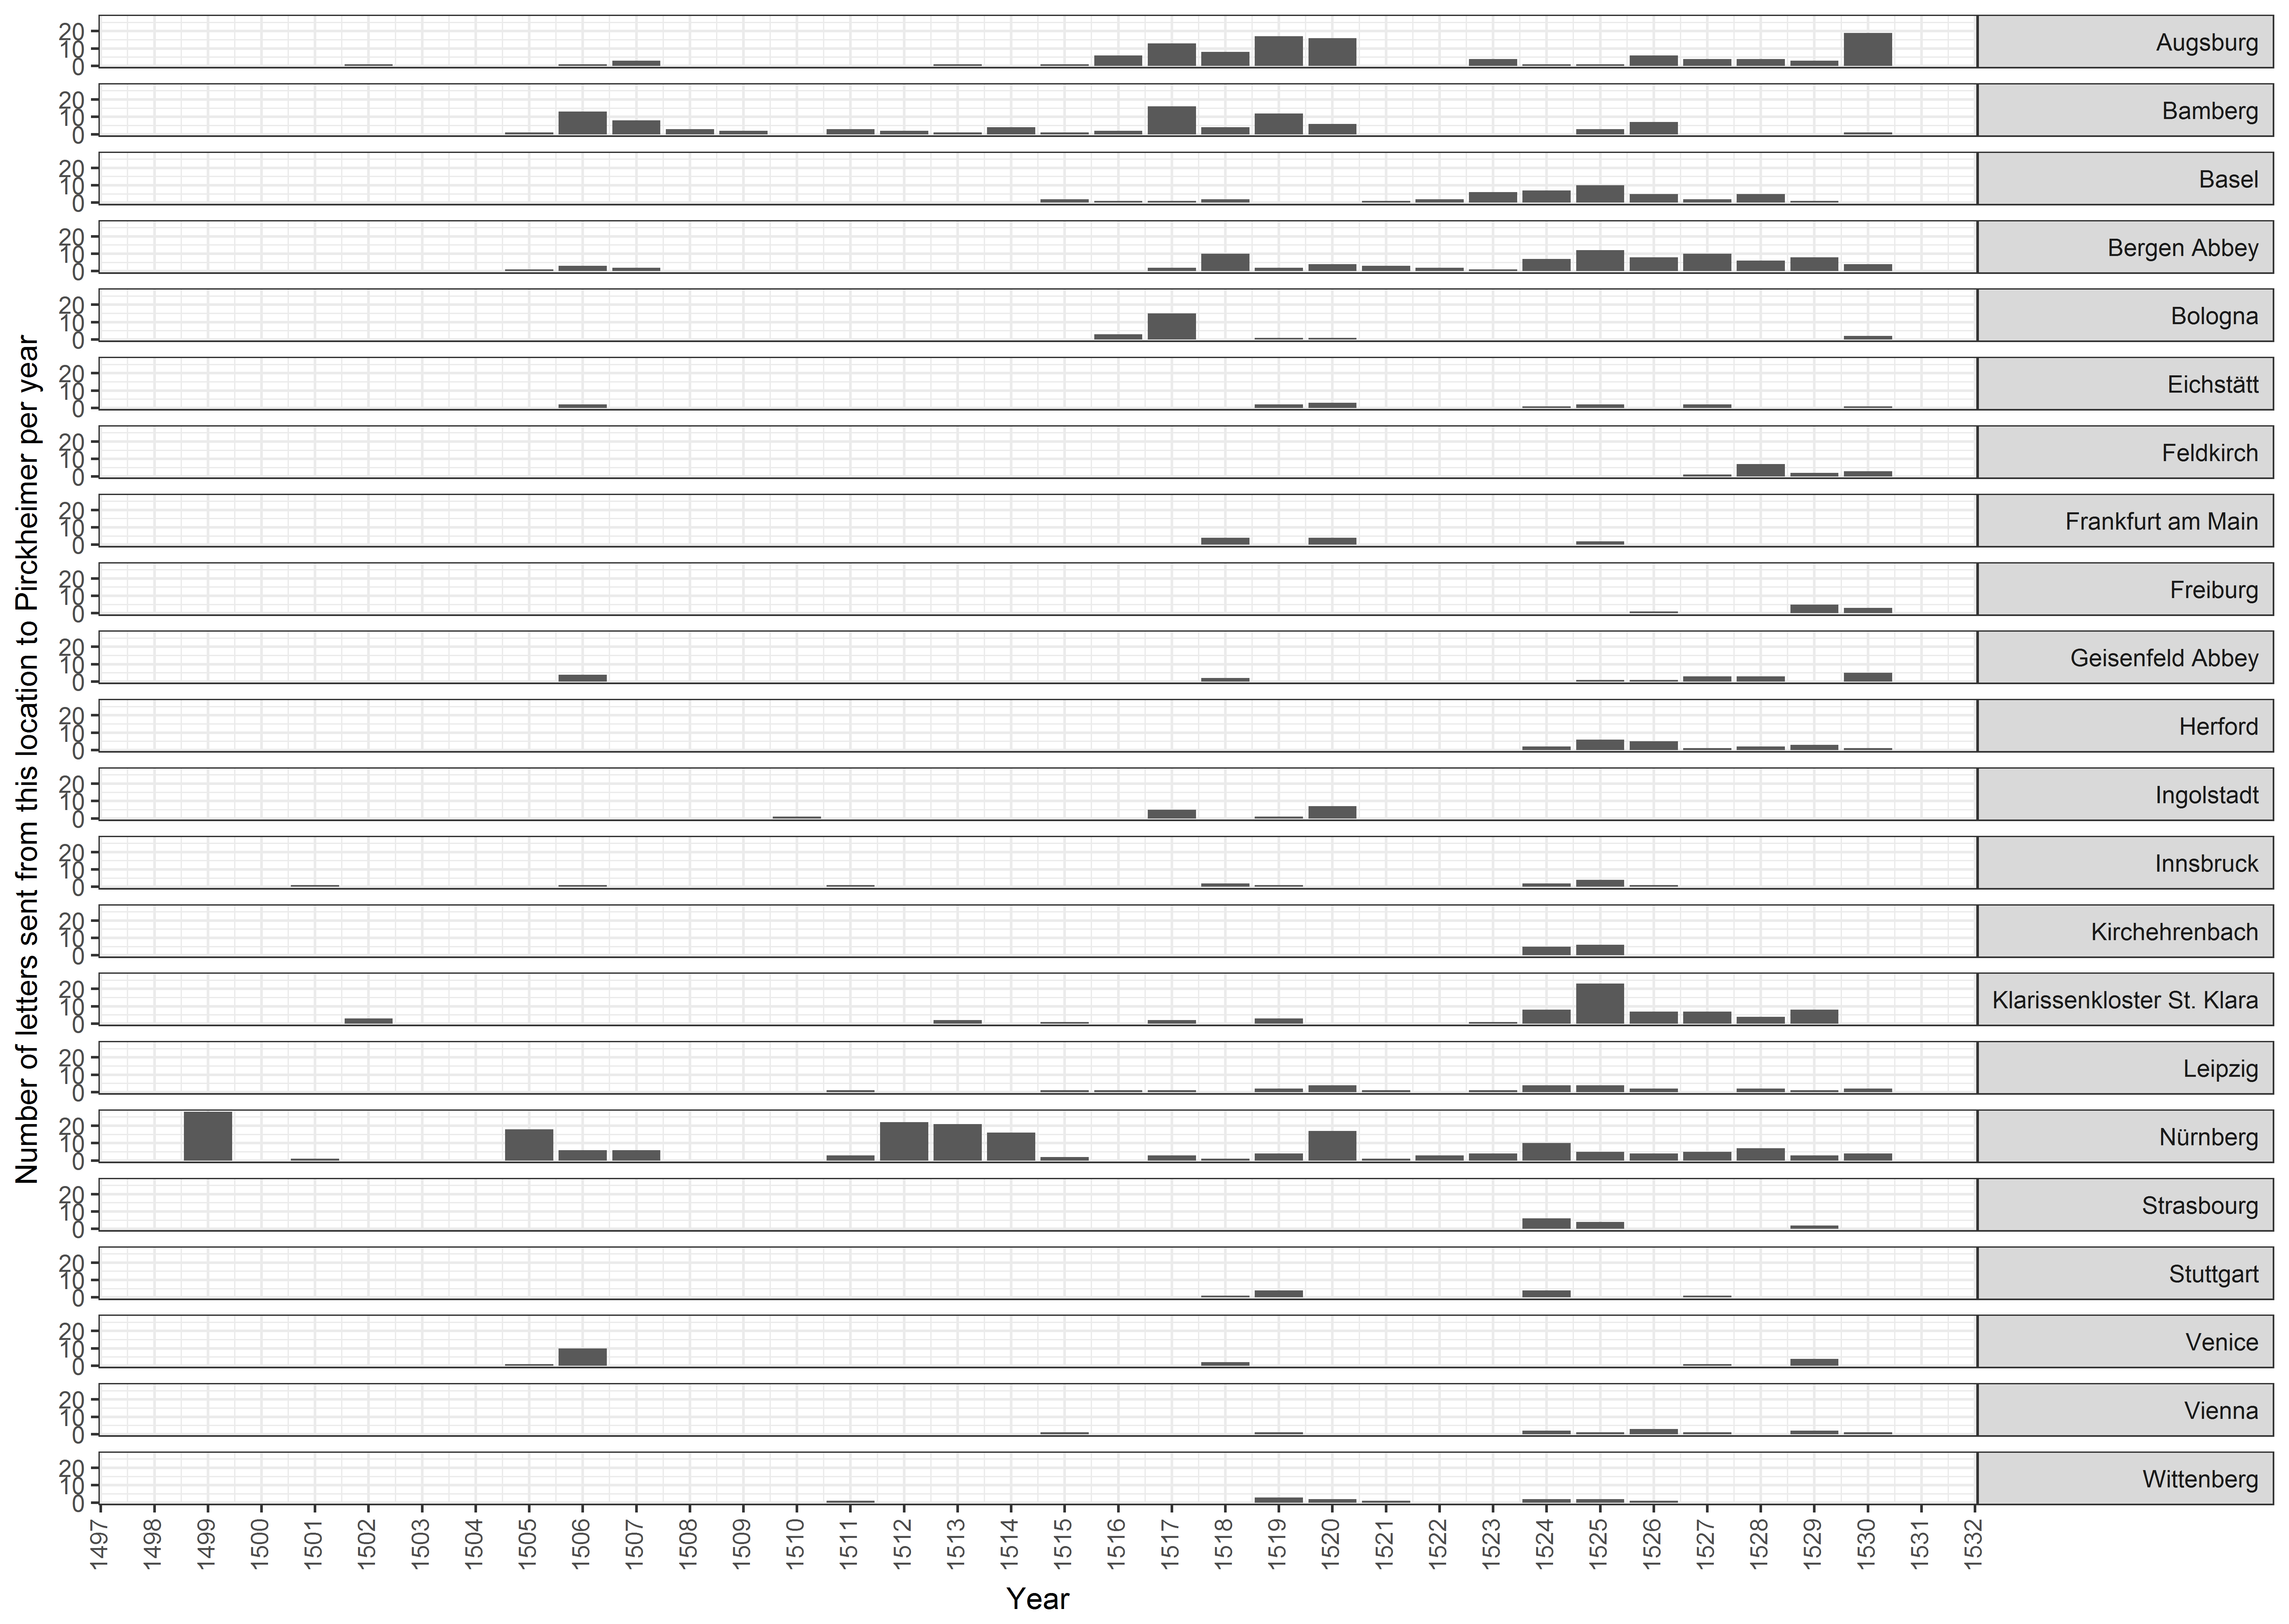 Number of letters sent from this location to Pirckheimer per year
20
10
0
Augsburg
20
10
0
Bamberg
20
10
0
Basel
20
10
0
Bergen Abbey
20
10
0
Bologna
20
10
0
Eichstätt
20
10
0
Feldkirch
20
10
0
Frankfurt am Main
20
10
0
Freiburg
20
10
0
Geisenfeld Abbey
20
10
0
Herford
20
10
0
Ingolstadt
20
10
0
Innsbruck
20
10
0
Kirchehrenbach
20
10
0
Klarissenkloster St. Klara
20
10
0
Leipzig
20
10
0
Nürnberg
20
10
0
Strasbourg
20
10
0
Stuttgart
20
10
0
Venice
20
10
0
Vienna
20
10
0
Wittenberg
1497 1498 1499 1500 1501 1502 1503 1504 1505 1506 1507 1508 1509 1510 1511 1512 1513 1514 1515 1516 1517 1518 1519 1520 1521 1522 1523 1524 1525 1526 1527 1528 1529 1530 1531 1532
Year